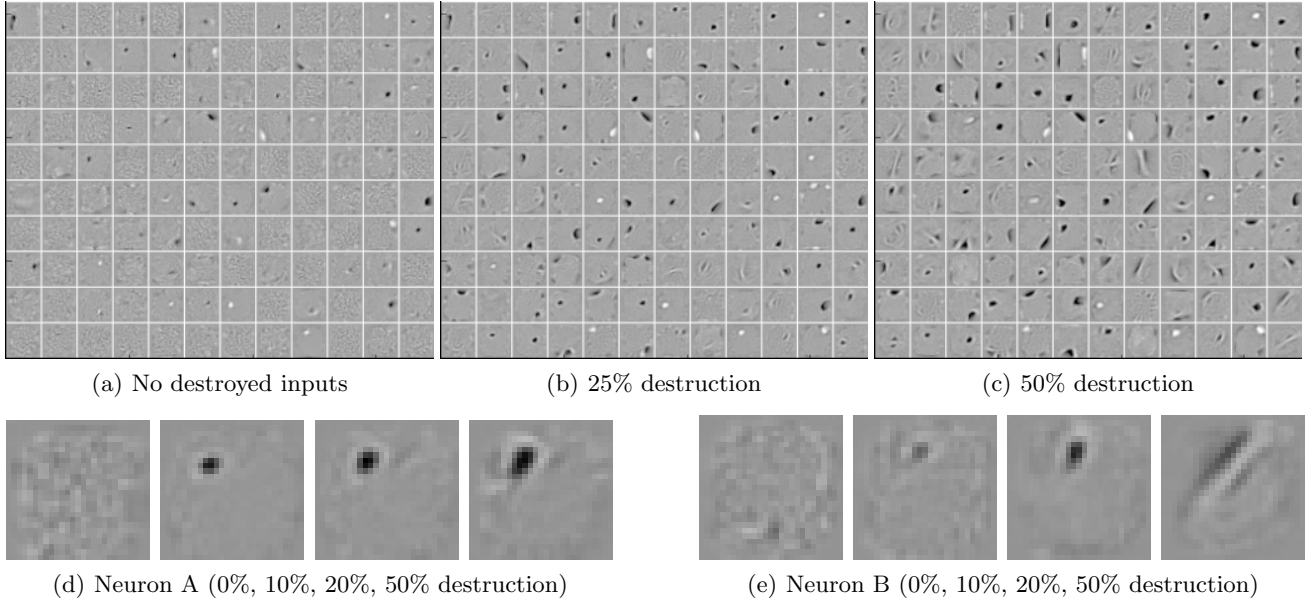 (a) No destroyed inputs
(b) 25% destruction
(c) 50% destruction
(d) Neuron A (0%, 10%, 20%, 50% destruction)
(e) Neuron B (0%, 10%, 20%, 50% destruction)